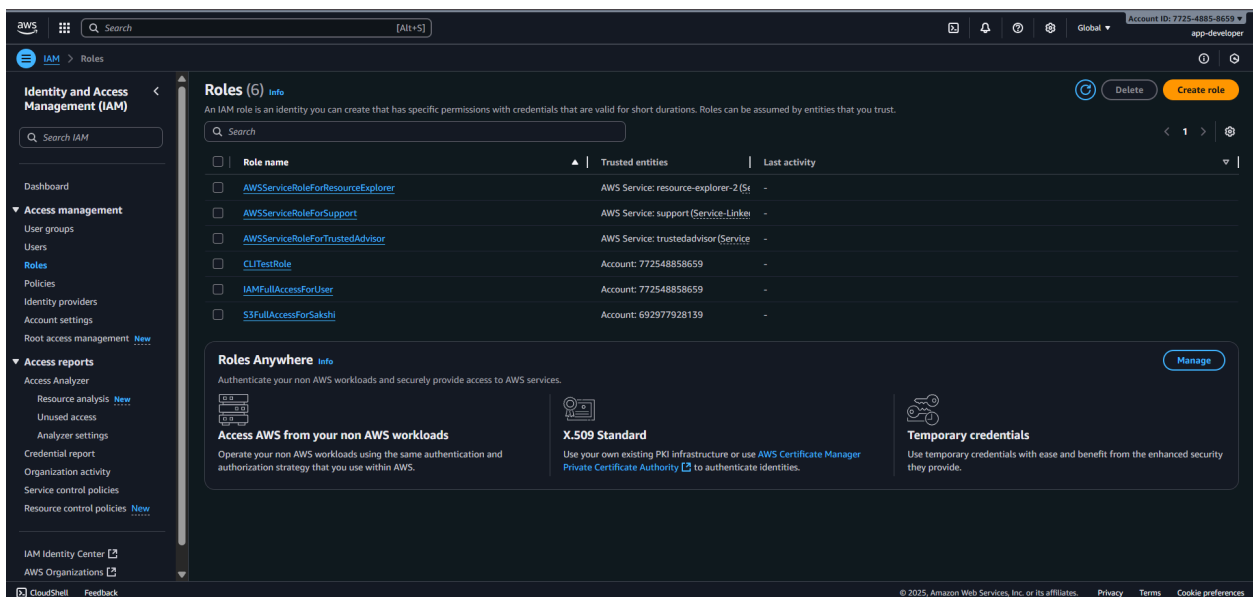 aws
Search [Alt+S]
Global ▼
Account ID: 7725-4885-8659 ▼
app-developer
IAM > Roles
Identity and Access Management (IAM)
Search IAM
Dashboard
▼ Access management
User groups
Users
Roles
Policies
Identity providers
Account settings
Root access management New
▼ Access reports
Access Analyzer
Resource analysis New
Unused access
Analyzer settings
Credential report
Organization activity
Service control policies
Resource control policies New
IAM Identity Center
AWS Organizations
Roles (6) Info
Delete
Create role
An IAM role is an identity you can create that has specific permissions with credentials that are valid for short durations. Roles can be assumed by entities that you trust.
Search
< 1 >
Role name ▲ Trusted entities Last activity
AWSServiceRoleForResourceExplorer AWS Service: resource-explorer-2 (Se -
AWSServiceRoleForSupport AWS Service: support (Service-Linke -
AWSServiceRoleForTrustedAdvisor AWS Service: trustedadvisor (Service -
CLITestRole Account: 772548858659 -
IAMFullAccessForUser Account: 772548858659 -
S3FullAccessForSakshi Account: 692977928139 -
Roles Anywhere Info
Manage
Authenticate your non AWS workloads and securely provide access to AWS services.
Access AWS from your non AWS workloads
Operate your non AWS workloads using the same authentication and
authorization strategy that you use within AWS.
X.509 Standard
Use your own existing PKI infrastructure or use AWS Certificate Manager
Private Certificate Authority to authenticate identities.
Temporary credentials
Use temporary credentials with ease and benefit from the enhanced security
they provide.
CloudShell Feedback
© 2025, Amazon Web Services, Inc. or its affiliates. Privacy Terms Cookie preferences